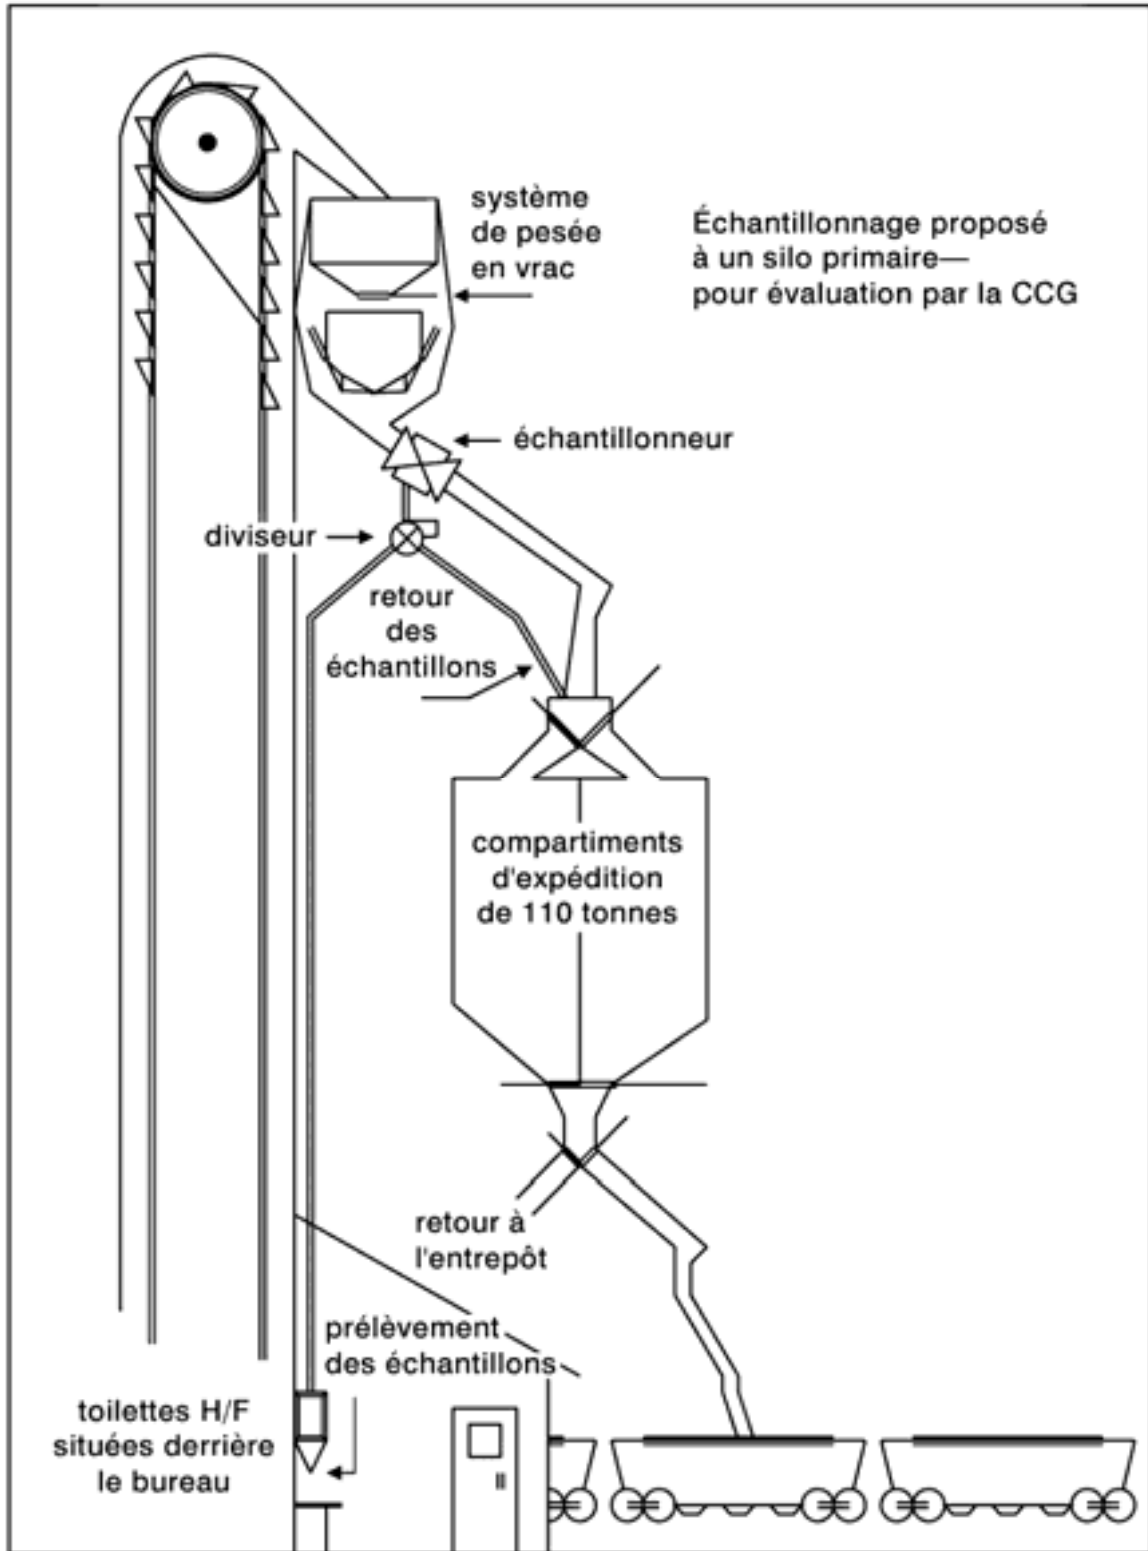 système
de pesée
en vrac
Échantillonnage proposé
à un silo primaire—
pour évaluation par la CCG
échantillonneur
diviseur
retour
des
échantillons
compartiments
d'expédition
de 110 tonnes
retour à
l'entrepôt
prélèvement
des échantillons
toilettes H/F
situées derrière
le bureau